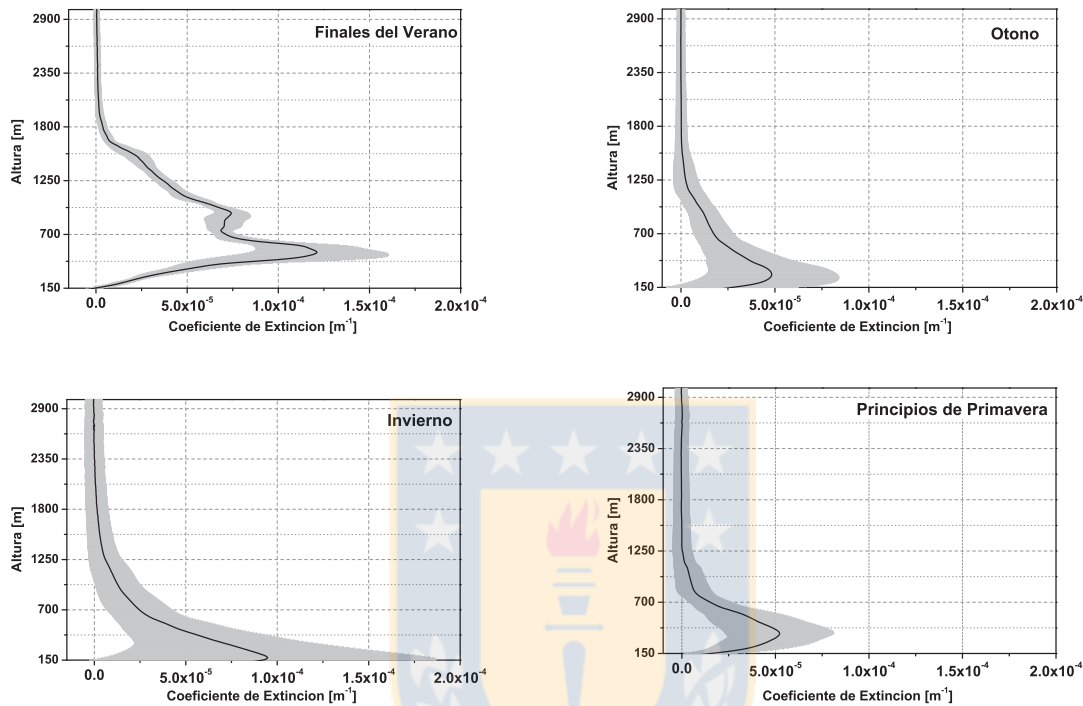 Finales del Verano
Altura [m]
2900
2350
1800
1250
700
150
0.0 5.0x10⁻⁵ 1.0x10⁻⁴ 1.5x10⁻⁴ 2.0x10⁻⁴
Coeficiente de Extincion [m⁻¹]
Otono
Altura [m]
2900
2350
1800
1250
700
150
0.0 5.0x10⁻⁵ 1.0x10⁻⁴ 1.5x10⁻⁴ 2.0x10⁻⁴
Coeficiente de Extincion [m⁻¹]
Invierno
Altura [m]
2900
2350
1800
1250
700
150
0.0 5.0x10⁻⁵ 1.0x10⁻⁴ 1.5x10⁻⁴ 2.0x10⁻⁴
Coeficiente de Extincion [m⁻¹]
Principios de Primavera
Altura [m]
2900
2350
1800
1250
700
150
0.0 5.0x10⁻⁵ 1.0x10⁻⁴ 1.5x10⁻⁴ 2.0x10⁻⁴
Coeficiente de Extincion [m⁻¹]